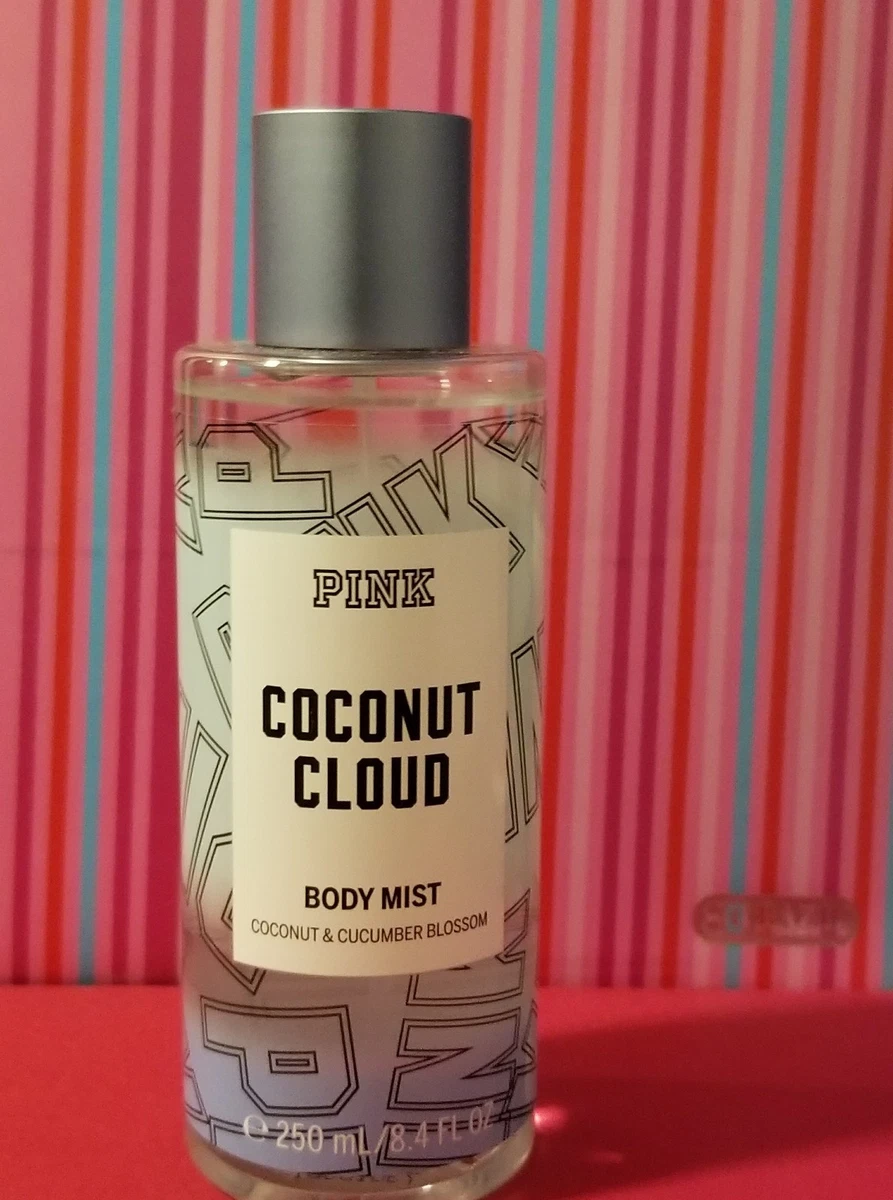 PINK
COCONUT
CLOUD
BODY MIST
COCONUT & CUCUMBER BLOSSOM
℮ 250 mL/8.4 FL OZ